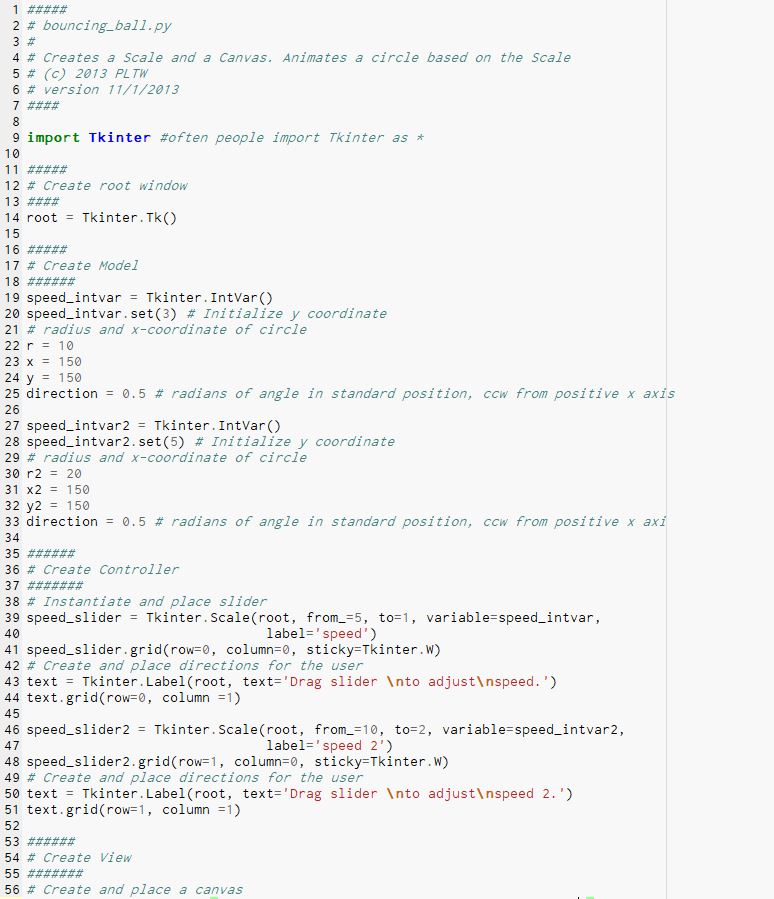 1 #####
2 # bouncing_ball.py
3 #
4 # Creates a Scale and a Canvas. Animates a circle based on the Scale
5 # (c) 2013 PLTW
6 # version 11/1/2013
7 ####
8
9 import Tkinter #often people import Tkinter as *
10
11 #####
12 # Create root window
13 ####
14 root = Tkinter.Tk()
15
16 #####
17 # Create Model
18 ######
19 speed_intvar = Tkinter.IntVar()
20 speed_intvar.set(3) # Initialize y coordinate
21 # radius and x-coordinate of circle
22 r = 10
23 x = 150
24 y = 150
25 direction = 0.5 # radians of angle in standard position, ccw from positive x axis
26
27 speed_intvar2 = Tkinter.IntVar()
28 speed_intvar2.set(5) # Initialize y coordinate
29 # radius and x-coordinate of circle
30 r2 = 20
31 x2 = 150
32 y2 = 150
33 direction = 0.5 # radians of angle in standard position, ccw from positive x axi
34
35 ######
36 # Create Controller
37 #######
38 # Instantiate and place slider
39 speed_slider = Tkinter.Scale(root, from_=5, to=1, variable=speed_intvar,
40                               label='speed')
41 speed_slider.grid(row=0, column=0, sticky=Tkinter.W)
42 # Create and place directions for the user
43 text = Tkinter.Label(root, text='Drag slider \nto adjust\nspeed.')
44 text.grid(row=0, column =1)
45
46 speed_slider2 = Tkinter.Scale(root, from_=10, to=2, variable=speed_intvar2,
47                               label='speed 2')
48 speed_slider2.grid(row=1, column=0, sticky=Tkinter.W)
49 # Create and place directions for the user
50 text = Tkinter.Label(root, text='Drag slider \nto adjust\nspeed 2.')
51 text.grid(row=1, column =1)
52
53 ######
54 # Create View
55 #######
56 # Create and place a canvas